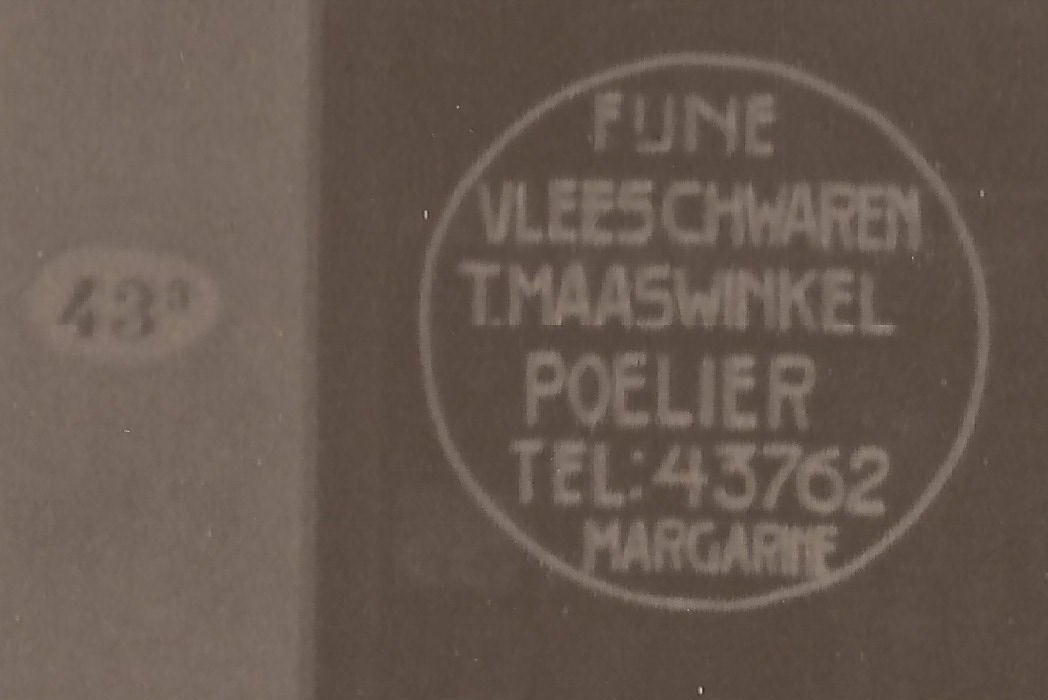 43a
FIJNE
VLEESCHWAREN
T. MAASWINKEL
POELIER
TEL: 43762
MARGARINE